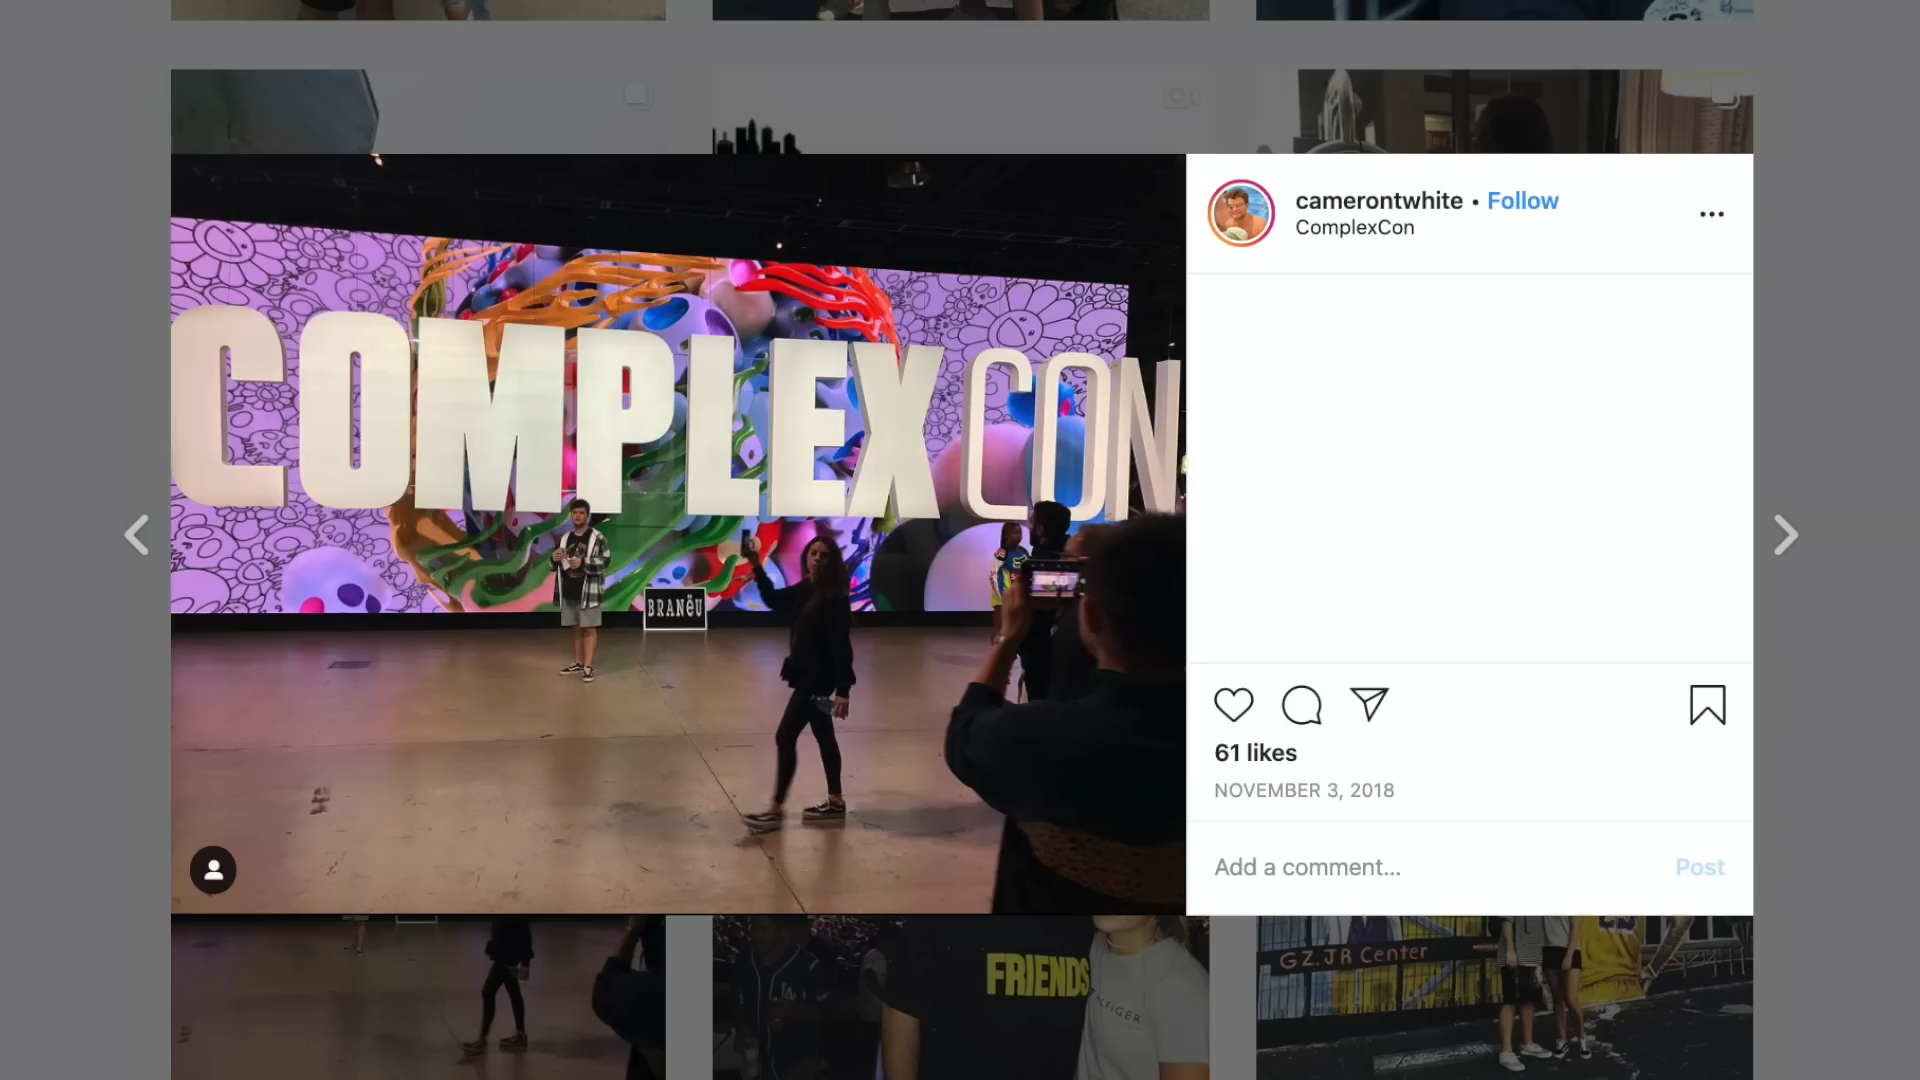 camerontwhite • Follow
ComplexCon
COMPLEXCON
BRANëU
61 likes
NOVEMBER 3, 2018
Add a comment...
Post
FRIENDS
GZ.JR Center